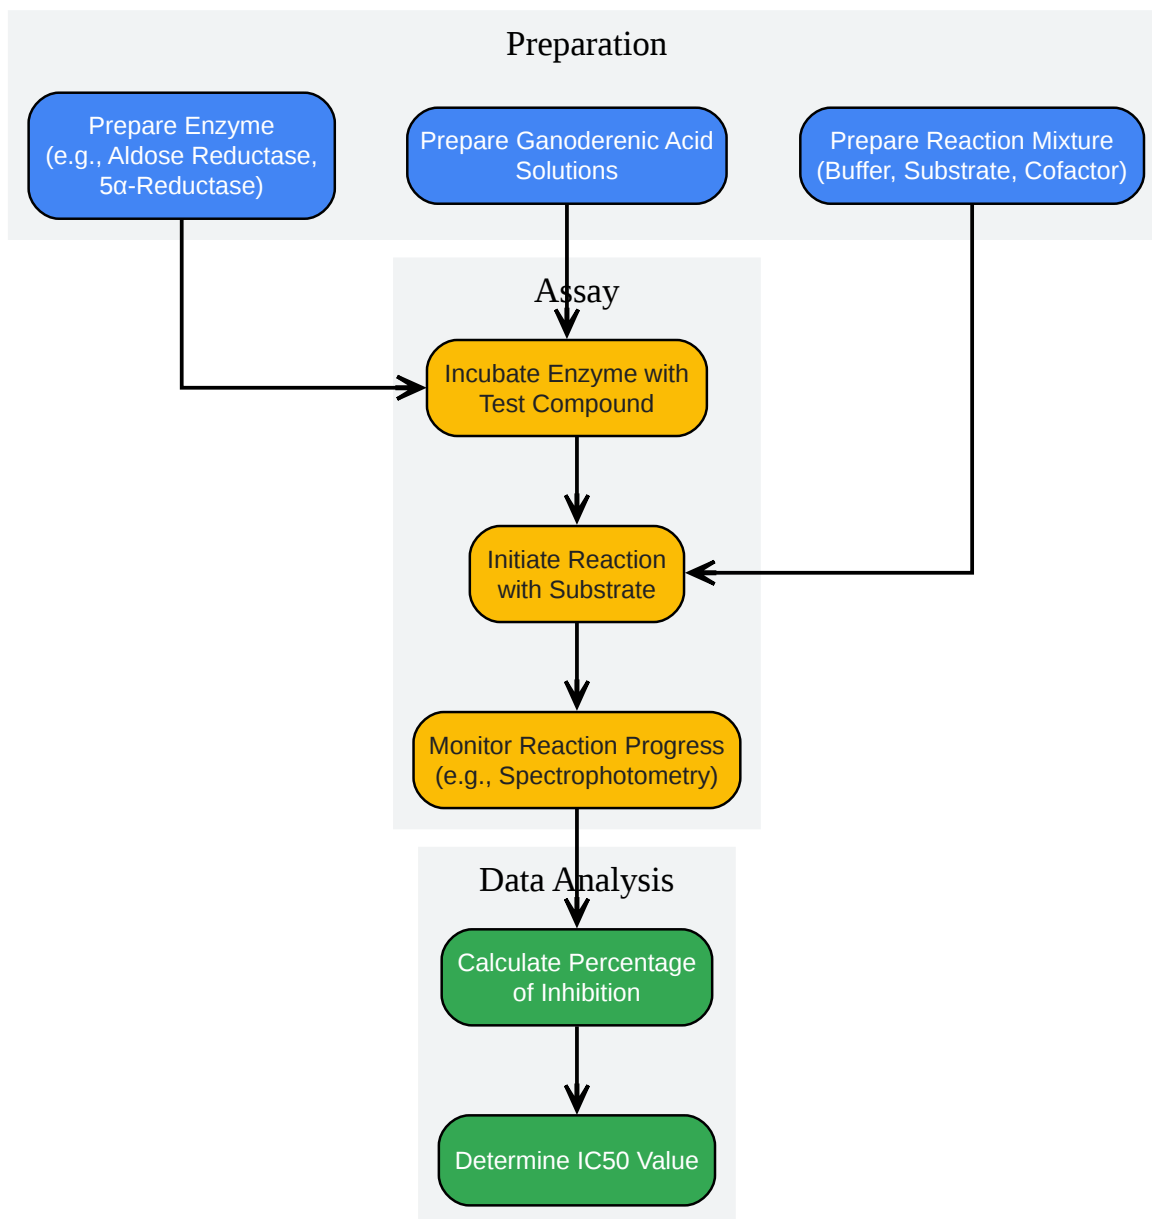 Preparation
Prepare Enzyme
(e.g., Aldose Reductase,
5α-Reductase)
Prepare Ganoderenic Acid
Solutions
Prepare Reaction Mixture
(Buffer, Substrate, Cofactor)
Assay
Incubate Enzyme with
Test Compound
Initiate Reaction
with Substrate
Monitor Reaction Progress
(e.g., Spectrophotometry)
Data Analysis
Calculate Percentage
of Inhibition
Determine IC50 Value